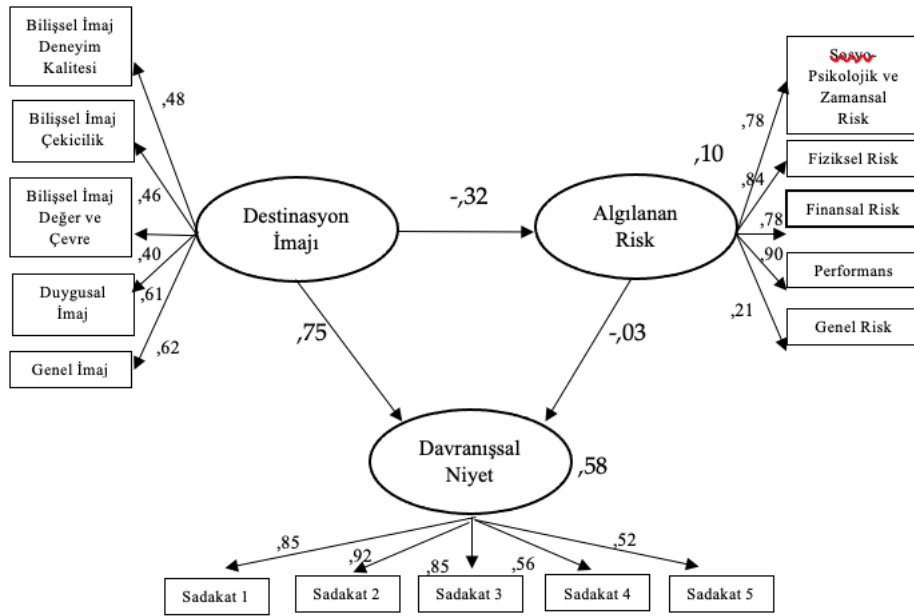 Bilişsel İmaj
Deneyim
Kalitesi
,48
Bilişsel İmaj
Çekicilik
,46
Bilişsel İmaj
Değer ve
Çevre
,40
Duygusal
İmaj
,61
Genel İmaj
,62
Destinasyon
İmajı
-,32
,75
Algılanan
Risk
,10
-,03
Sosyo-
Psikolojik ve
Zamansal
Risk
,78
Fiziksel Risk
,84
Finansal Risk
,78
Performans
,90
Genel Risk
,21
Davranışsal
Niyet
,58
,85
,92
,85
,56
,52
Sadakat 1
Sadakat 2
Sadakat 3
Sadakat 4
Sadakat 5